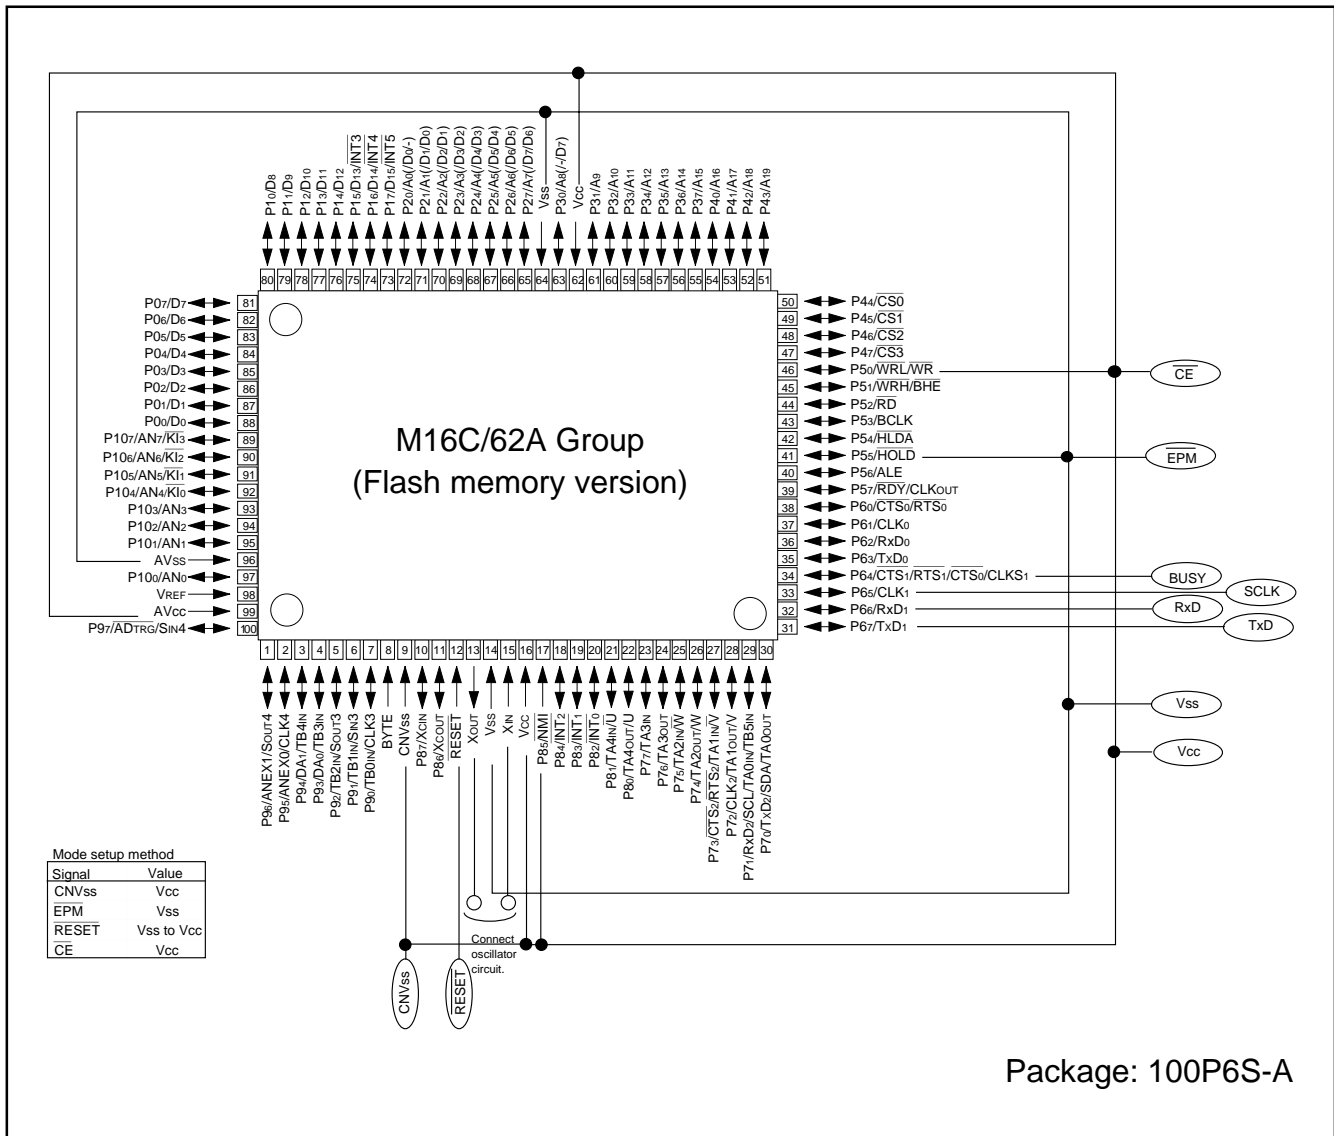 P10/D8
P11/D9
P12/D10
P13/D11
P14/D12
P15/D13/INT3
P16/D14/INT4
P17/D15/INT5
P20/A0(/D0/-)
P21/A1(/D1/D0)
P22/A2(/D2/D1)
P23/A3(/D3/D2)
P24/A4(/D4/D3)
P25/A5(/D5/D4)
P26/A6(/D6/D5)
P27/A7(/D7/D6)
Vss
P30/A8(/-/D7)
Vcc
P31/A9
P32/A10
P33/A11
P34/A12
P35/A13
P36/A14
P37/A15
P40/A16
P41/A17
P42/A18
P43/A19
80 79 78 77 76 75 74 73 72 71 70 69 68 67 66 65 64 63 62 61 60 59 58 57 56 55 54 53 52 51
P07/D7 81
P06/D6 82
P05/D5 83
P04/D4 84
P03/D3 85
P02/D2 86
P01/D1 87
P00/D0 88
P107/AN7/KI3 89
P106/AN6/KI2 90
P105/AN5/KI1 91
P104/AN4/KI0 92
P103/AN3 93
P102/AN2 94
P101/AN1 95
AVSS 96
P100/AN0 97
VREF 98
AVcc 99
P97/ADTRG/SIN4 100
M16C/62A Group
(Flash memory version)
50 P44/CS0
49 P45/CS1
48 P46/CS2
47 P47/CS3
46 P50/WRL/WR
45 P51/WRH/BHE
44 P52/RD
43 P53/BCLK
42 P54/HLDA
41 P55/HOLD
40 P56/ALE
39 P57/RDY/CLKOUT
38 P60/CTS0/RTS0
37 P61/CLK0
36 P62/RxD0
35 P63/TXD0
34 P64/CTS1/RTS1/CTS0/CLKS1
33 P65/CLK1
32 P66/RxD1
31 P67/TXD1
CE
EPM
BUSY
SCLK
RxD
TxD
Vss
Vcc
1 2 3 4 5 6 7 8 9 10 11 12 13 14 15 16 17 18 19 20 21 22 23 24 25 26 27 28 29 30
P96/ANEX1/SOUT4
P95/ANEX0/CLK4
P94/DA1/TB4IN
P93/DA0/TB3IN
P92/TB2IN/SOUT3
P91/TB1IN/SIN3
P90/TB0IN/CLK3
BYTE
CNVss
P87/XCIN
P86/XCOUT
RESET
XOUT
VSS
XIN
VCC
P85/NMI
P84/INT2
P83/INT1
P82/INT0
P81/TA4IN/U
P80/TA4OUT/U
P77/TA3IN
P76/TA3OUT
P75/TA2IN/W
P74/TA2OUT/W
P73/CTS2/RTS2/TA1IN/V
P72/CLK2/TA1OUT/V
P71/RxD2/SCL/TA0IN/TB5IN
P70/TXD2/SDA/TA0OUT
Mode setup method
Signal Value
CNVss Vcc
EPM Vss
RESET Vss to Vcc
CE Vcc
Connect
oscillator
circuit.
CNVss
RESET
Package: 100P6S-A